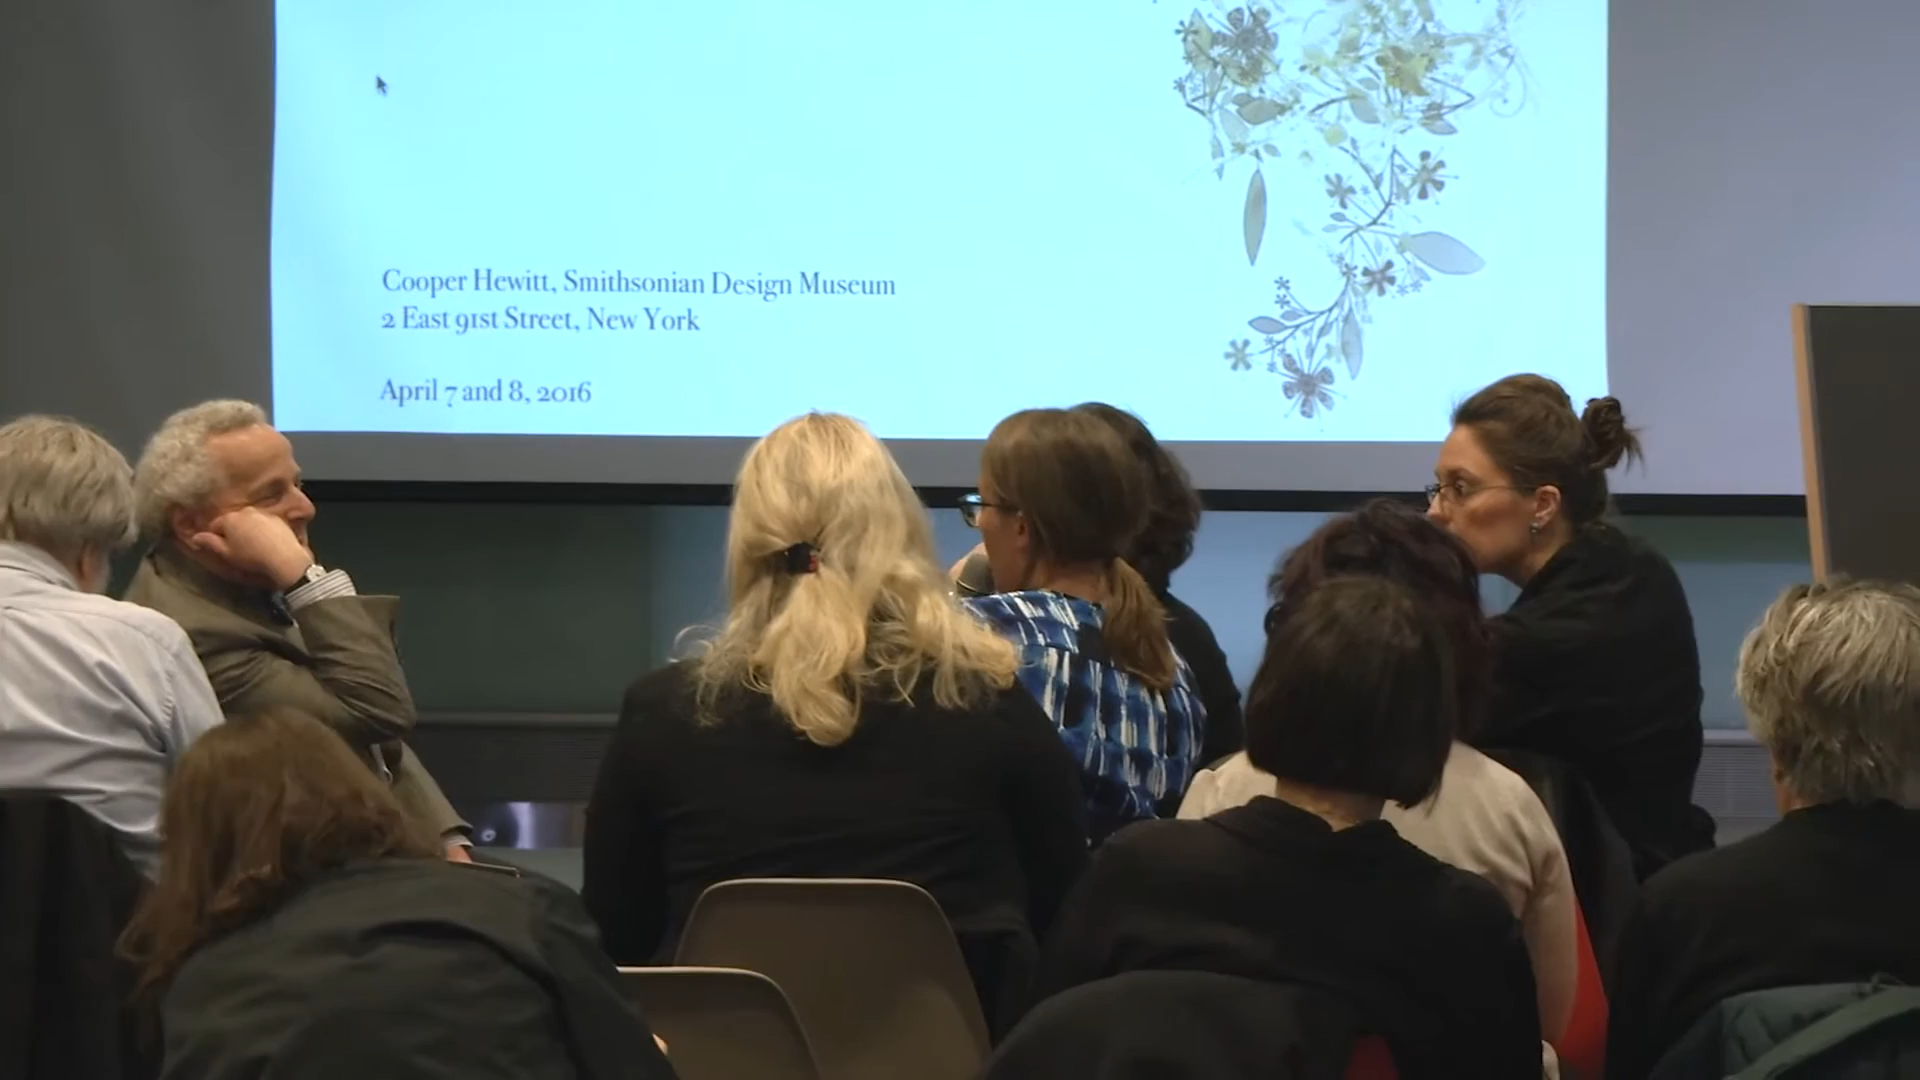 Cooper Hewitt, Smithsonian Design Museum
2 East 91st Street, New York
April 7 and 8, 2016